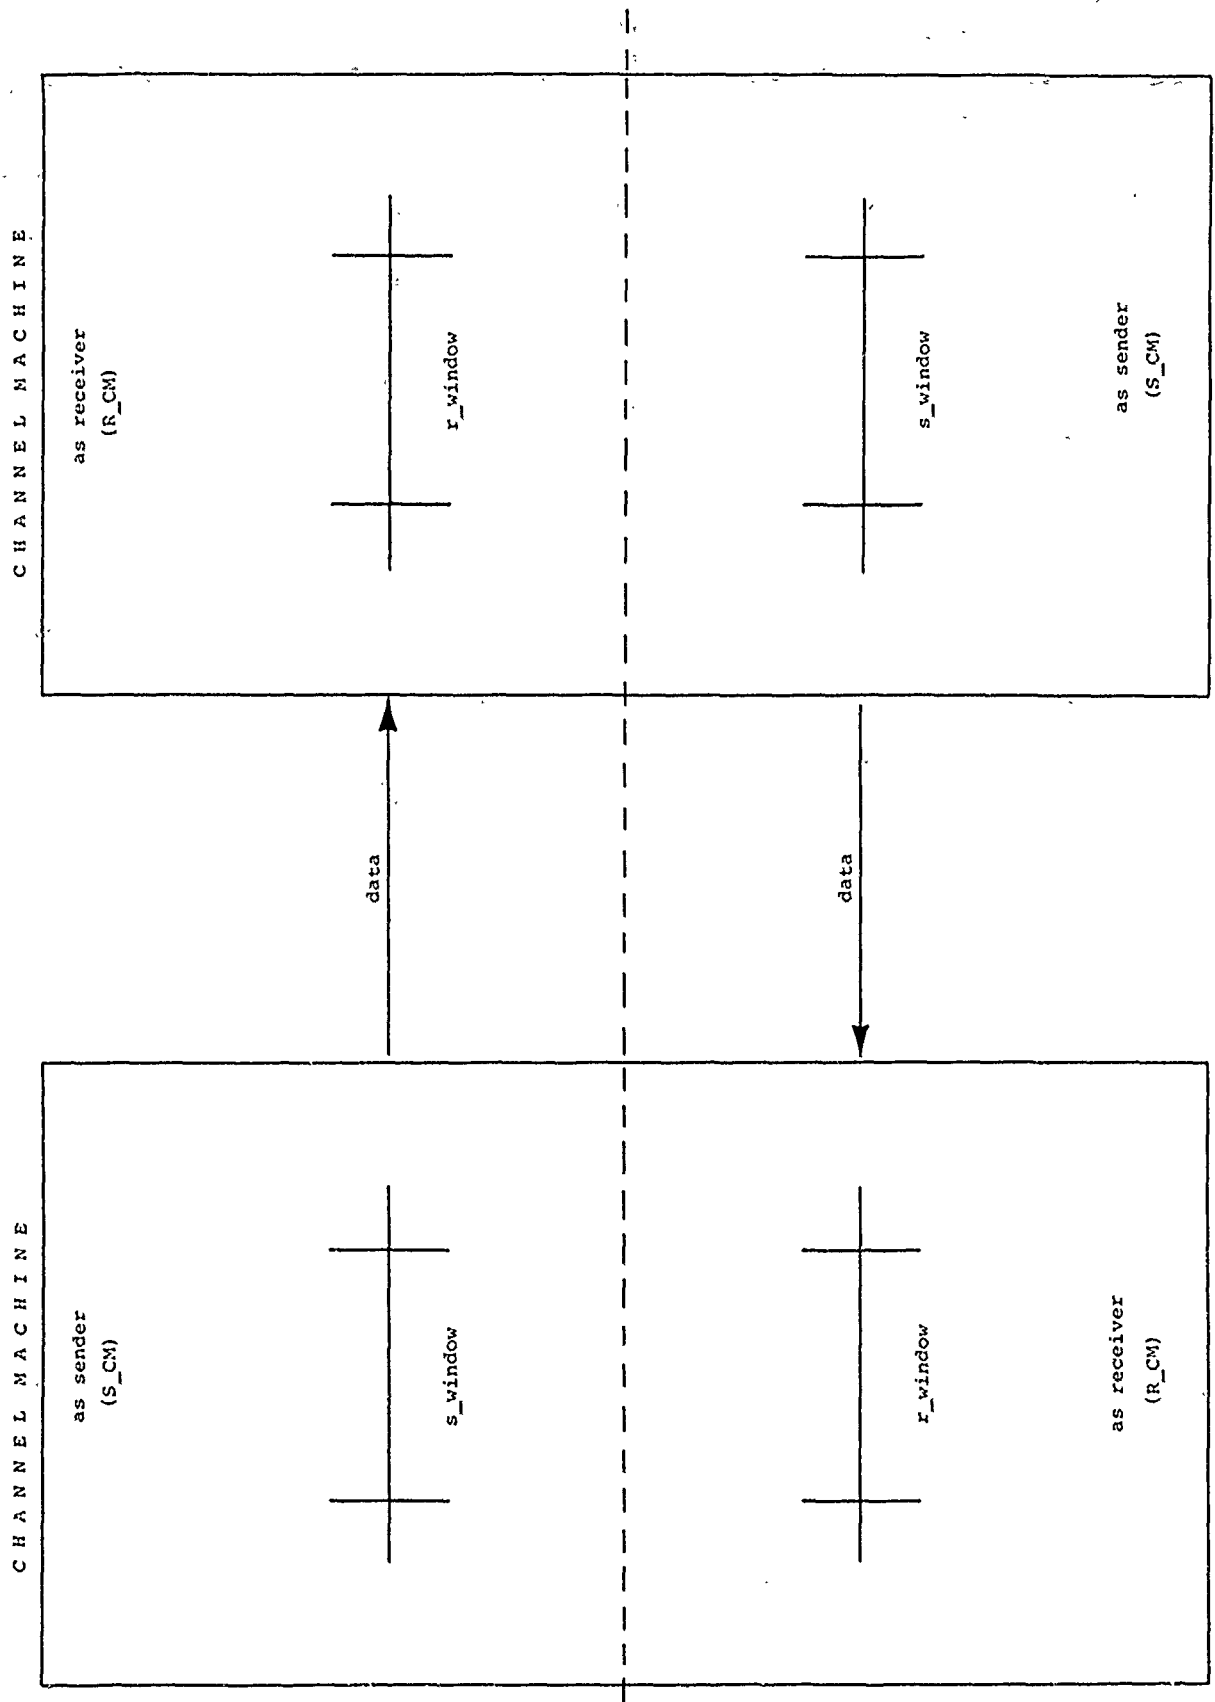 CHANNEL MACHINE
CHANNEL MACHINE
as sender
(S_CM)
as receiver
(R_CM)
data
s_window
r_window
data
r_window
s_window
as receiver
(R_CM)
as sender
(S_CM)